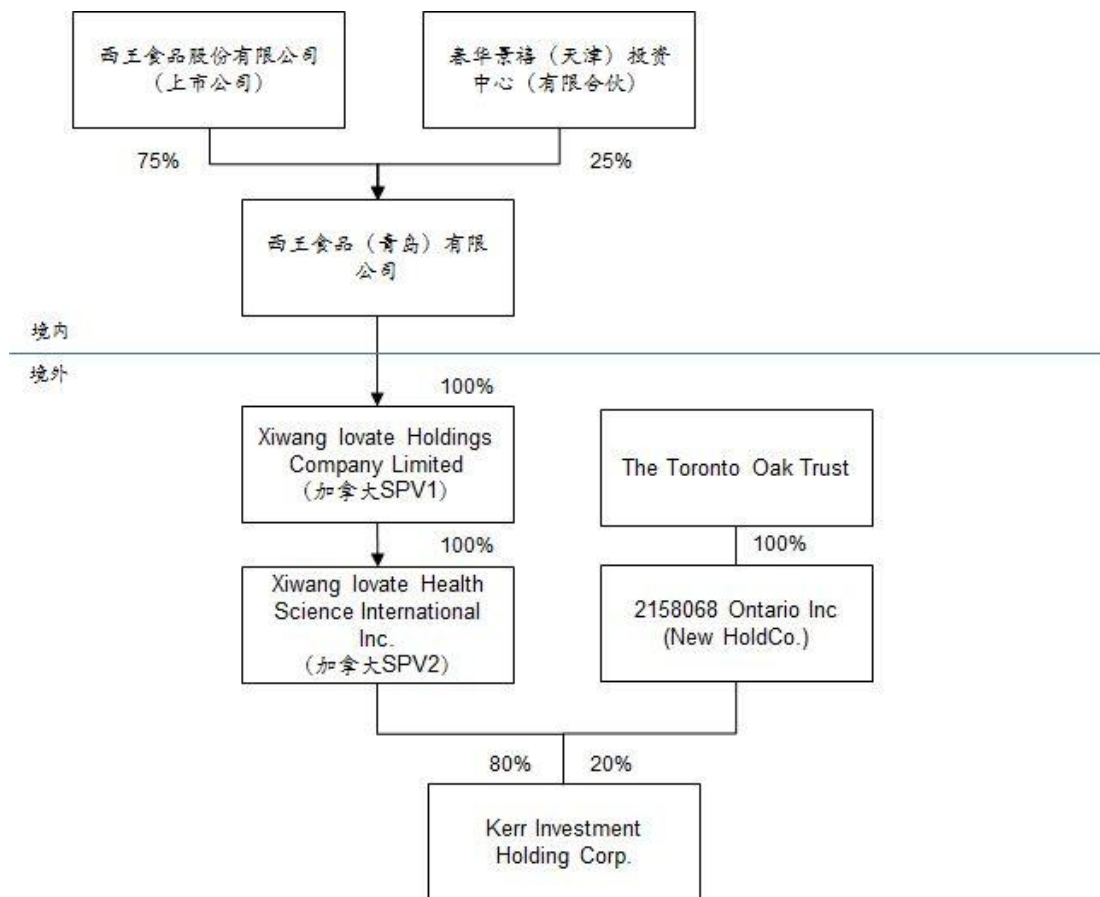 西王食品股份有限公司
（上市公司）
春华景禧（天津）投资
中心（有限合伙）
75%
25%
西王食品（青岛）有限
公司
境内
境外
100%
Xiwang Iovate Holdings
Company Limited
（加拿大SPV1）
The Toronto Oak Trust
100%
100%
Xiwang Iovate Health
Science International
Inc.
（加拿大SPV2）
2158068 Ontario Inc
(New HoldCo.)
80%
20%
Kerr Investment
Holding Corp.